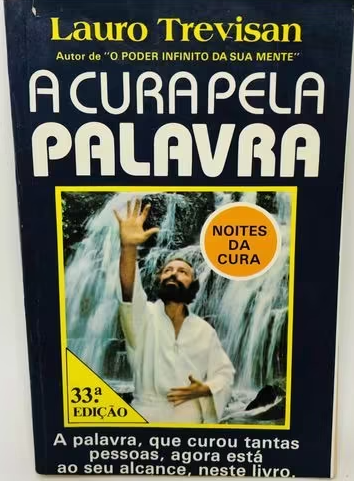 Lauro Trevisan
Autor de "O PODER INFINITO DA SUA MENTE"
A CURA PELA
PALAVRA
NOITES
DA
CURA
33.ª
EDIÇÃO
A palavra, que curou tantas
pessoas, agora está
ao seu alcance, neste livro.